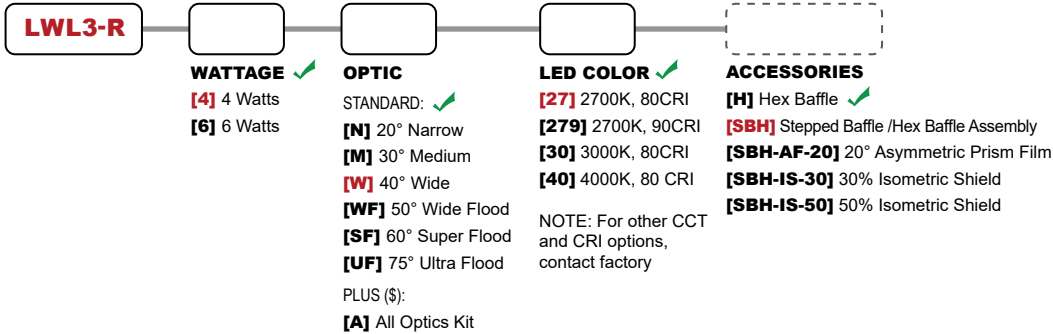 LWL3-R
WATTAGE
[4] 4 Watts
[6] 6 Watts
OPTIC
STANDARD:
[N] 20° Narrow
[M] 30° Medium
[W] 40° Wide
[WF] 50° Wide Flood
[SF] 60° Super Flood
[UF] 75° Ultra Flood
PLUS ($):
[A] All Optics Kit
LED COLOR
[27] 2700K, 80CRI
[279] 2700K, 90CRI
[30] 3000K, 80CRI
[40] 4000K, 80 CRI
NOTE: For other CCT
and CRI options,
contact factory
ACCESSORIES
[H] Hex Baffle
[SBH] Stepped Baffle /Hex Baffle Assembly
[SBH-AF-20] 20° Asymmetric Prism Film
[SBH-IS-30] 30% Isometric Shield
[SBH-IS-50] 50% Isometric Shield